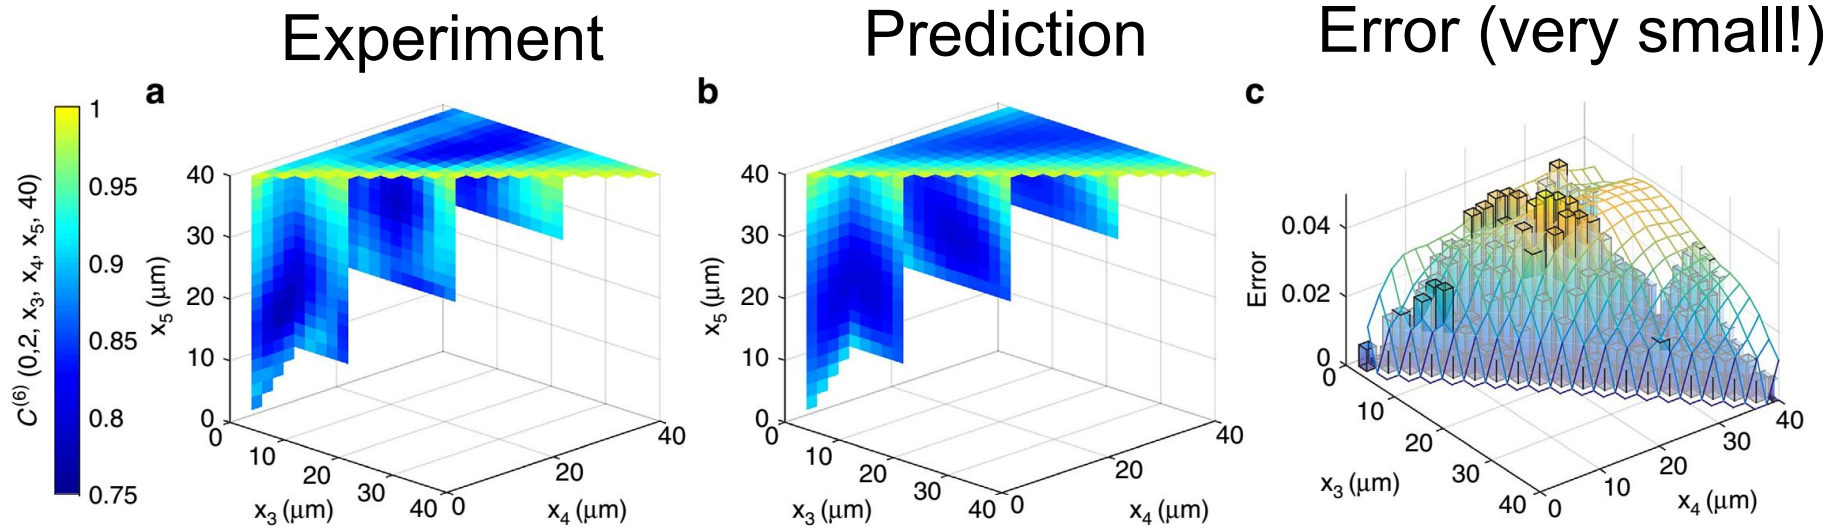 Experiment
Prediction
Error (very small!)
a
b
c
1
0.95
0.9
0.85
0.8
0.75
C⁽⁶⁾ (0,2, x₃, x₄, x₅, 40)
40
30
20
10
0
x₅ (μm)
0
10
20
30
40
x₃ (μm)
0
20
40
x₄ (μm)
40
30
20
10
0
x₅ (μm)
0
10
20
30
40
x₃ (μm)
0
20
40
x₄ (μm)
0.04
0.02
0
Error
0
10
20
30
40
x₃ (μm)
0
10
20
30
40
x₄ (μm)